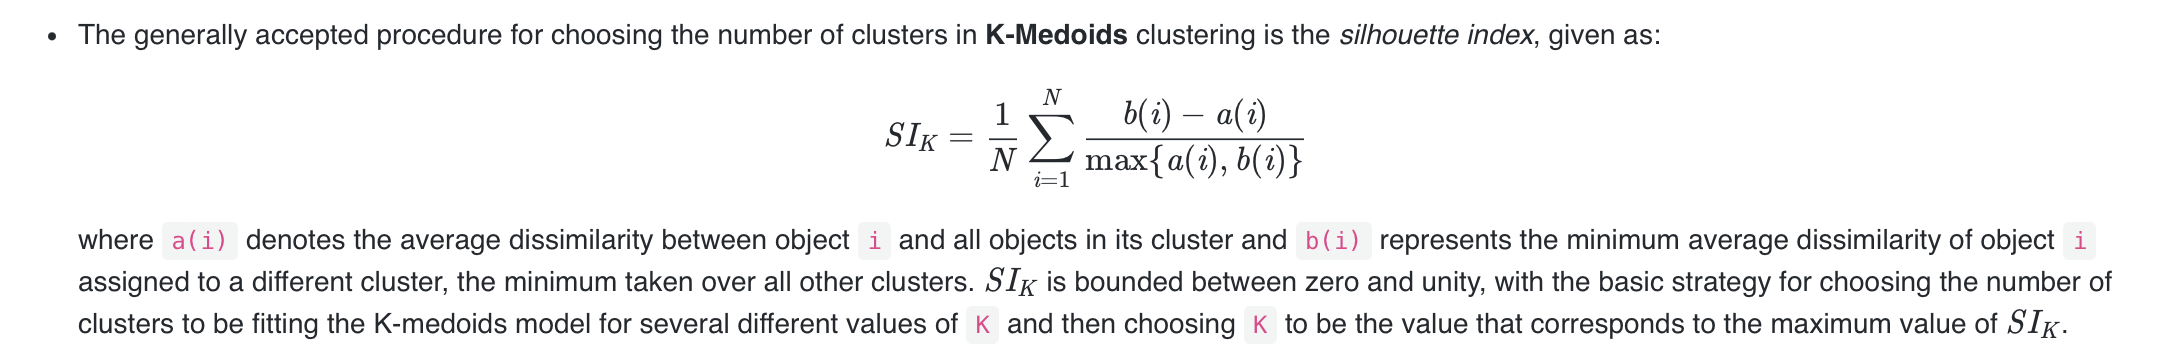 • The generally accepted procedure for choosing the number of clusters in K-Medoids clustering is the silhouette index, given as:
$SI_K = \frac{1}{N} \sum_{i=1}^{N} \frac{b(i) - a(i)}{\max\{a(i), b(i)\}}$
where a(i) denotes the average dissimilarity between object i and all objects in its cluster and b(i) represents the minimum average dissimilarity of object i
assigned to a different cluster, the minimum taken over all other clusters. $SI_K$ is bounded between zero and unity, with the basic strategy for choosing the number of
clusters to be fitting the K-medoids model for several different values of K and then choosing K to be the value that corresponds to the maximum value of $SI_K$.